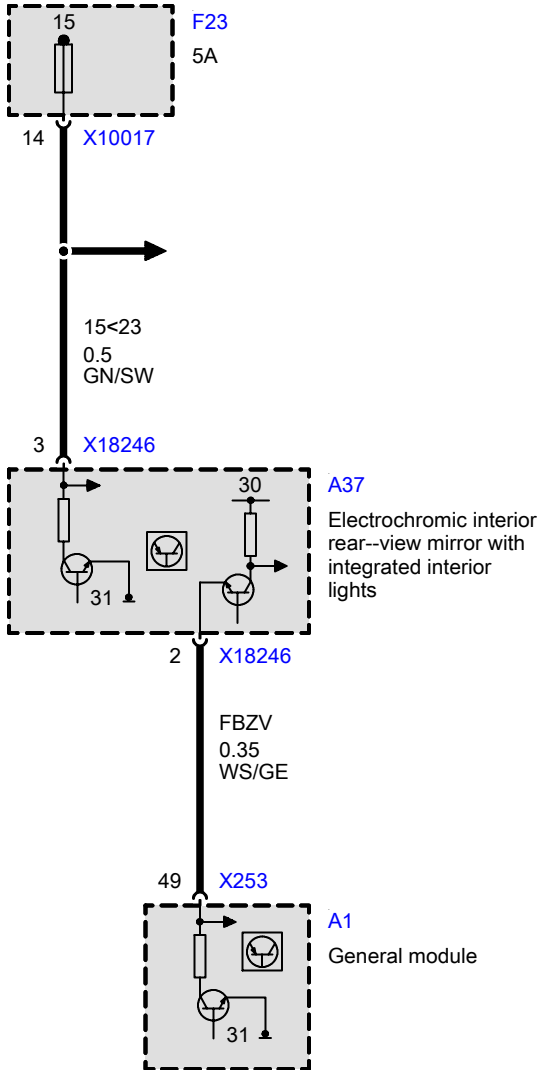 15
F23
5A
14 X10017
15<23
0.5
GN/SW
3 X18246
30
A37
Electrochromic interior
rear--view mirror with
integrated interior
lights
31
2 X18246
FBZV
0.35
WS/GE
49 X253
A1
General module
31